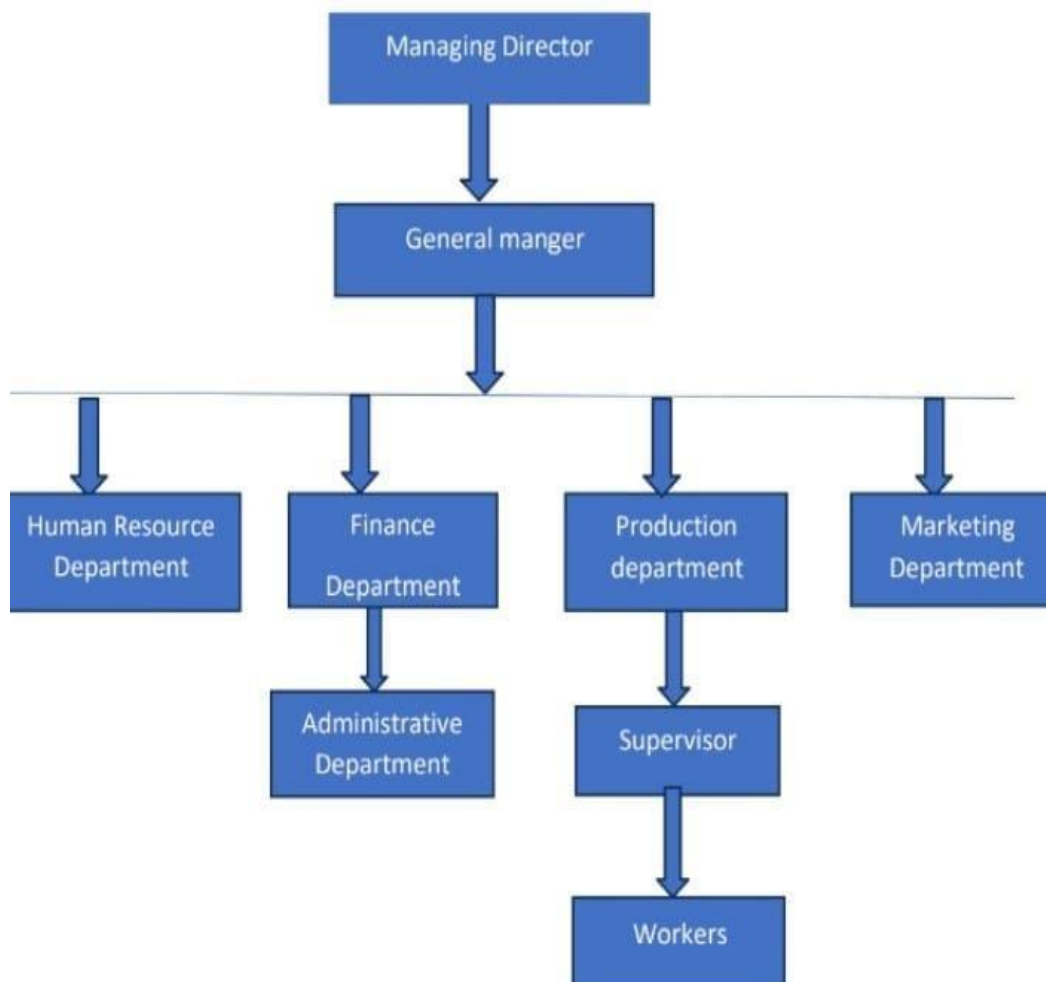 Managing Director
General manger
Human Resource
Department
Finance
Department
Production
department
Marketing
Department
Administrative
Department
Supervisor
Workers